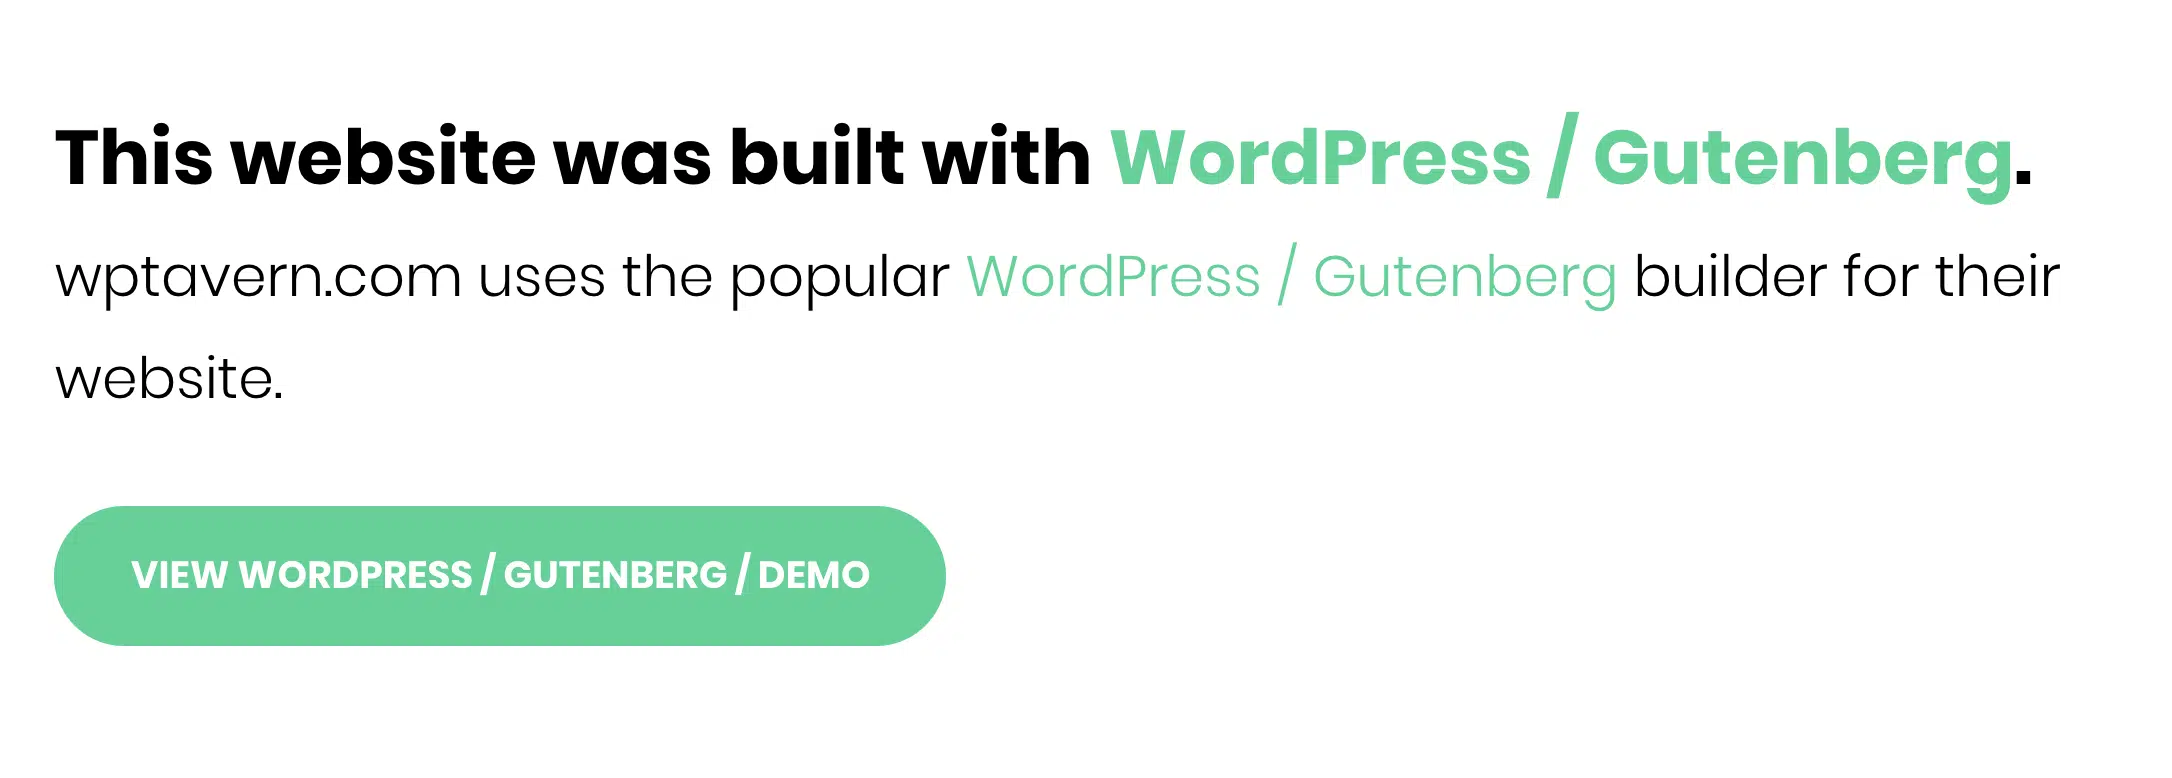 This website was built with WordPress / Gutenberg.
wptavern.com uses the popular WordPress / Gutenberg builder for their
website.
VIEW WORDPRESS / GUTENBERG / DEMO